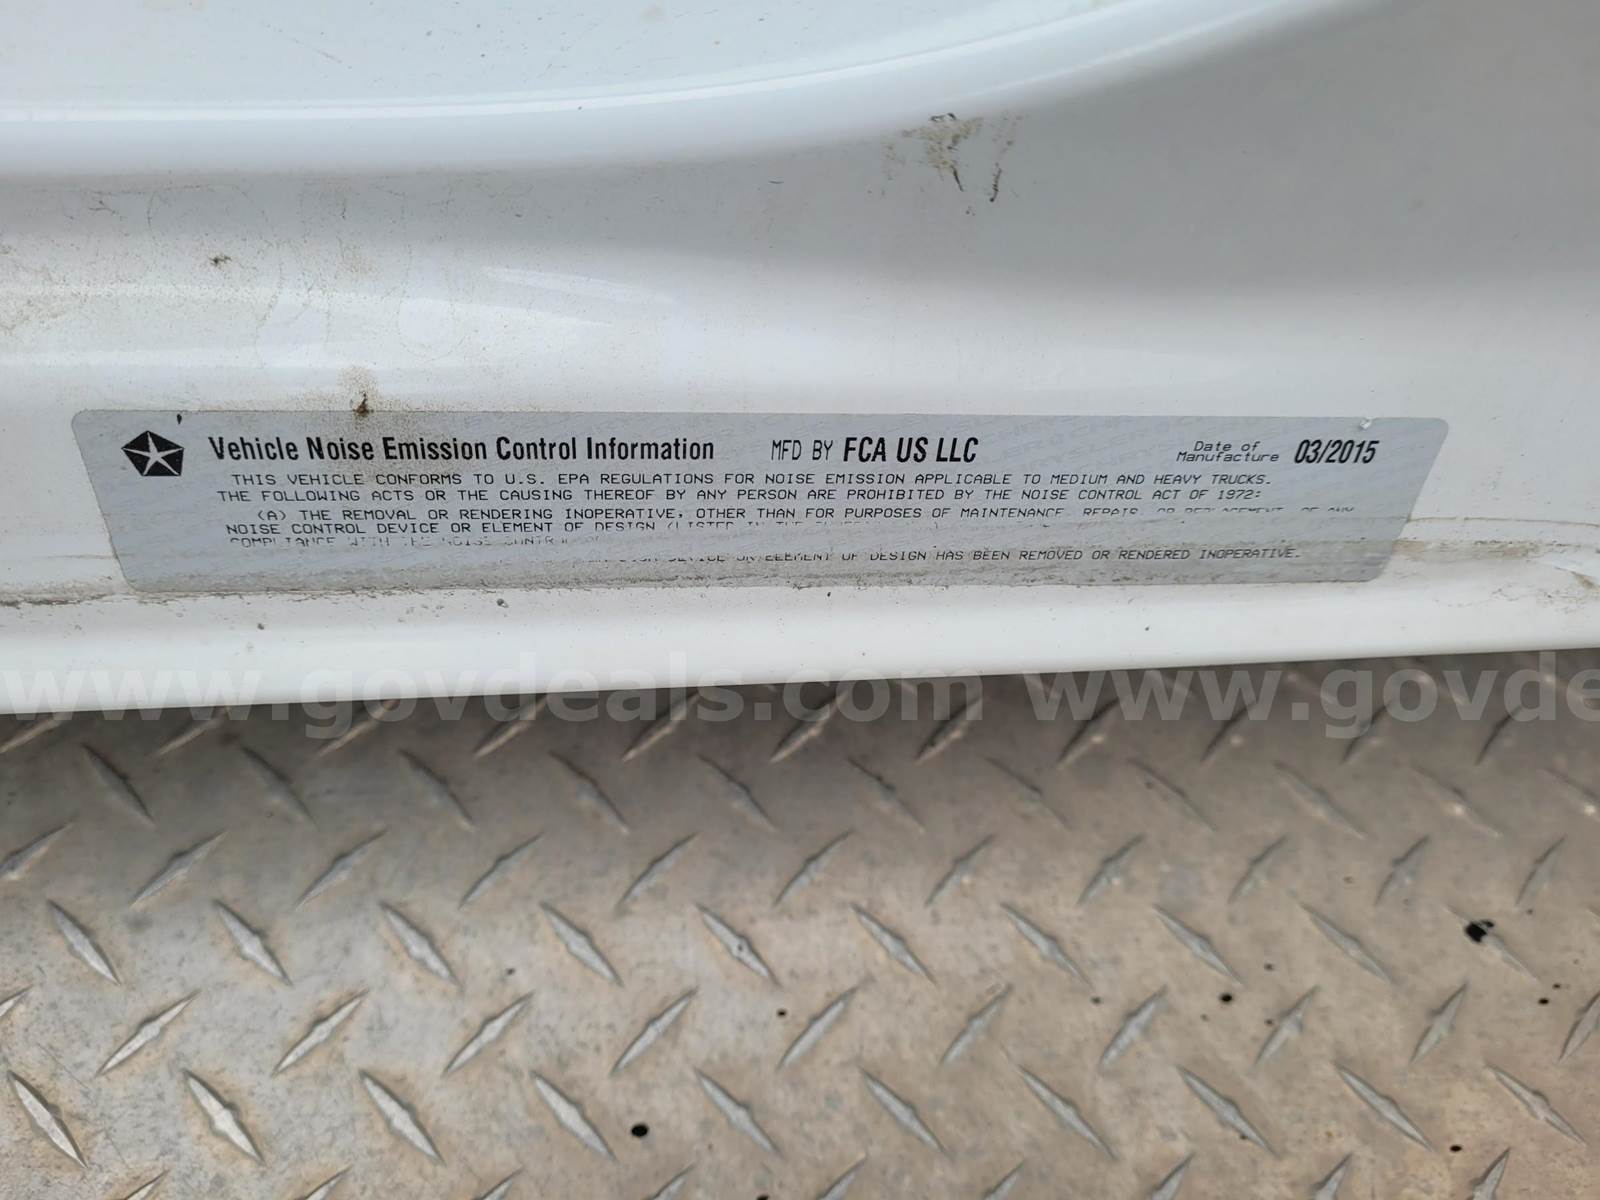 Vehicle Noise Emission Control Information MFD BY FCA US LLC Date of Manufacture 03/2015
THIS VEHICLE CONFORMS TO U.S. EPA REGULATIONS FOR NOISE EMISSION APPLICABLE TO MEDIUM AND HEAVY TRUCKS.
THE FOLLOWING ACTS OR THE CAUSING THEREOF BY ANY PERSON ARE PROHIBITED BY THE NOISE CONTROL ACT OF 1972:
(A) THE REMOVAL OR RENDERING INOPERATIVE, OTHER THAN FOR PURPOSES OF MAINTENANCE, REPAIR, OR REPLACEMENT, OF ANY
NOISE CONTROL DEVICE OR ELEMENT OF DESIGN (LISTED IN THE
COMPLIANCE WITH THE NOISE
DEVICE OR ELEMENT OF DESIGN HAS BEEN REMOVED OR RENDERED INOPERATIVE.
www.govdeals.com www.govde